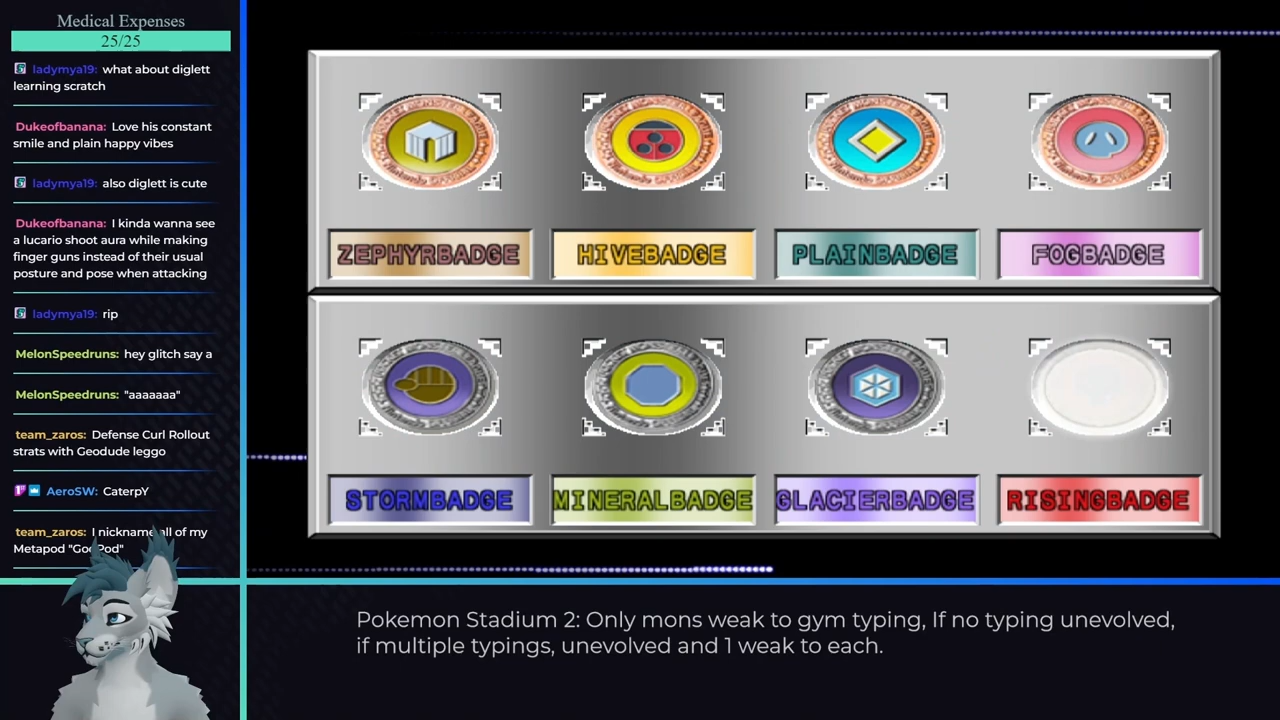 Medical Expenses
25/25
ladymya19: what about diglett
learning scratch
Dukeofbanana: Love his constant
smile and plain happy vibes
ladymya19: also diglett is cute
Dukeofbanana: I kinda wanna see
a lucario shoot aura while making
finger guns instead of their usual
posture and pose when attacking
ladymya19: rip
MelonSpeedruns: hey glitch say a
MelonSpeedruns: "aaaaaaa"
team_zaros: Defense Curl Rollout
strats with Geodude leggo
AeroSW: CaterpY
team_zaros: I nickname all of my
Metapod "God Pod"
ZEPHYRBADGE
HIVEBADGE
PLAINBADGE
FOGBADGE
STORMBADGE
MINERALBADGE
GLACIERBADGE
RISINGBADGE
Pokemon Stadium 2: Only mons weak to gym typing, If no typing unevolved,
if multiple typings, unevolved and 1 weak to each.